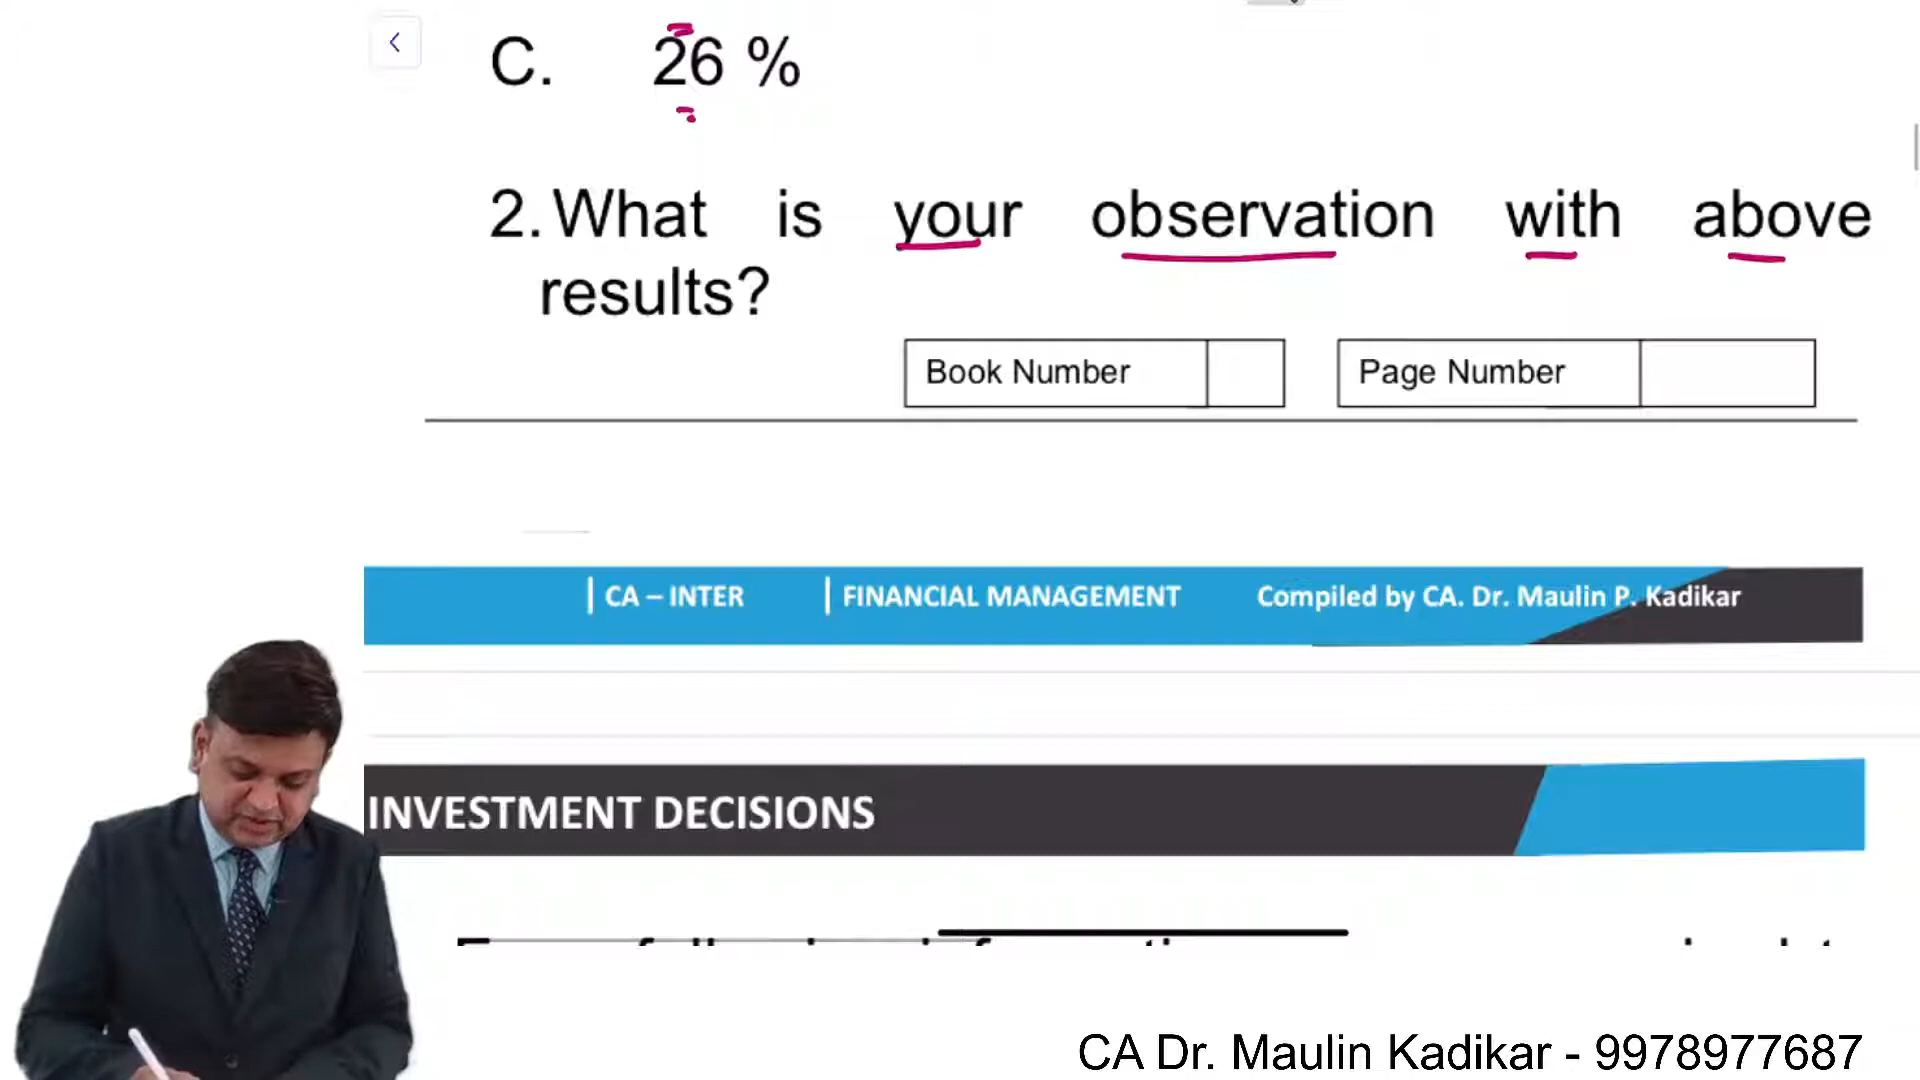 C. 26 %
2. What is your observation with above
results?
Book Number
Page Number
CA – INTER
FINANCIAL MANAGEMENT
Compiled by CA. Dr. Maulin P. Kadikar
INVESTMENT DECISIONS
CA Dr. Maulin Kadikar - 9978977687